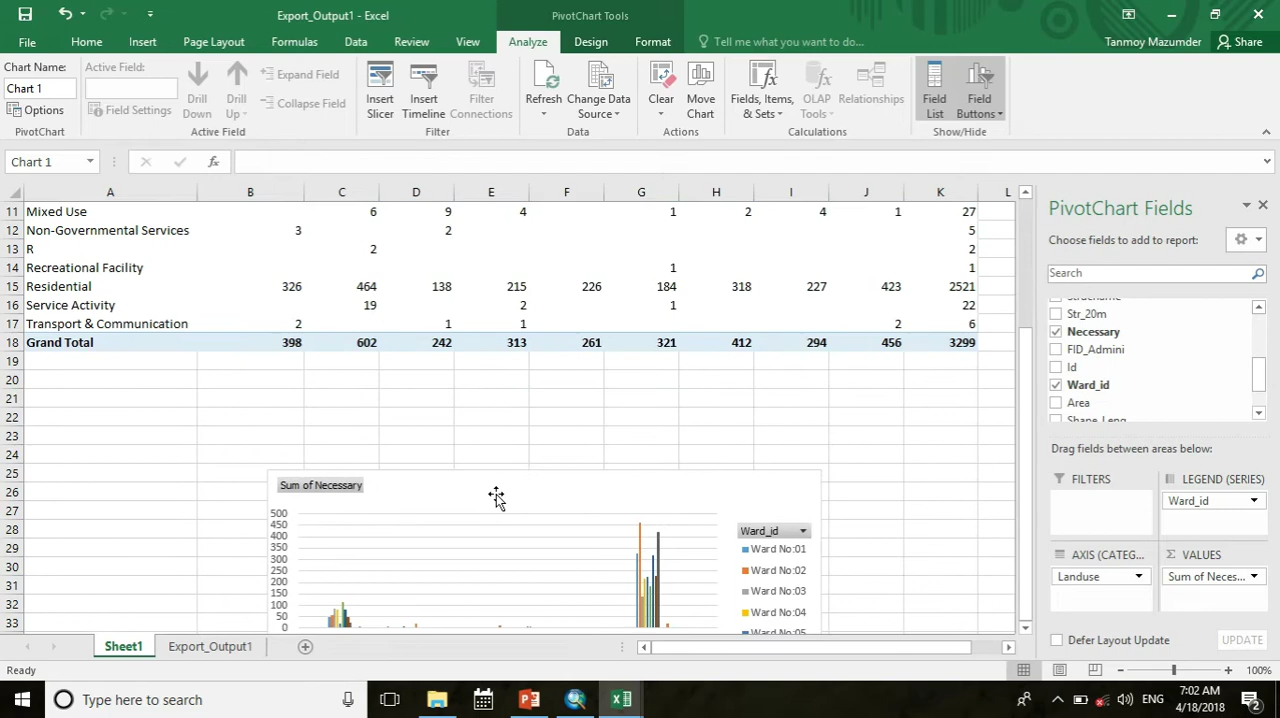 Export_Output1 - Excel
PivotChart Tools
File Home Insert Page Layout Formulas Data Review View Analyze Design Format Tell me what you want to do... Tanmoy Mazumder Share
Chart Name: Active Field:
Chart 1
Options Field Settings
PivotChart
Drill Down
Drill Up
Expand Field
Collapse Field
Active Field
Insert Slicer
Insert Timeline
Filter Connections
Filter
Refresh
Change Data Source
Data
Clear
Move Chart
Actions
Fields, Items, & Sets
OLAP Tools
Relationships
Calculations
Field List
Field Buttons
Show/Hide
Chart 1 fx
A B C D E F G H I J K L
11 Mixed Use 6 9 4 1 2 4 1 27
12 Non-Governmental Services 3 2 5
13 R 2 2
14 Recreational Facility 1 1
15 Residential 326 464 138 215 226 184 318 227 423 2521
16 Service Activity 19 2 1 22
17 Transport & Communication 2 1 1 2 6
18 Grand Total 398 602 242 313 261 321 412 294 456 3299
19
20
21
22
23
24
25
26
27
28
29
30
31
32
33
Sum of Necessary
500
450
400
350
300
250
200
150
100
50
0
Ward_id
Ward No:01
Ward No:02
Ward No:03
Ward No:04
Ward No:05
PivotChart Fields
Choose fields to add to report:
Search
Structname
Str_20m
Necessary
FID_Admini
Id
Ward_id
Area
Shape_Leng
Drag fields between areas below:
FILTERS LEGEND (SERIES)
Ward_id
AXIS (CATEG... Σ VALUES
Landuse Sum of Neces...
Defer Layout Update UPDATE
Sheet1 Export_Output1
Ready 100%
Type here to search
ENG
7:02 AM
4/18/2018
2